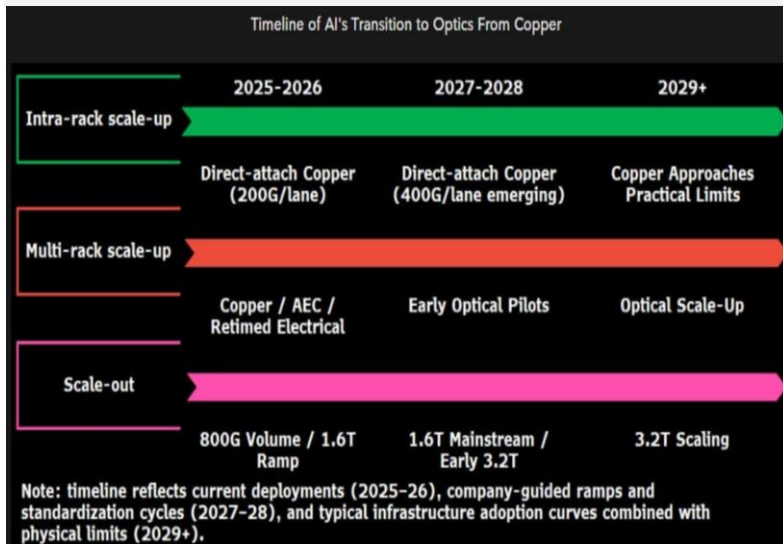 Timeline of AI's Transition to Optics From Copper
2025-2026
2027-2028
2029+
Intra-rack scale-up
Direct-attach Copper
(200G/lane)
Direct-attach Copper
(400G/lane emerging)
Copper Approaches
Practical Limits
Multi-rack scale-up
Copper / AEC /
Retimed Electrical
Early Optical Pilots
Optical Scale-Up
Scale-out
800G Volume / 1.6T
Ramp
1.6T Mainstream /
Early 3.2T
3.2T Scaling
Note: timeline reflects current deployments (2025-26), company-guided ramps and
standardization cycles (2027-28), and typical infrastructure adoption curves combined with
physical limits (2029+).